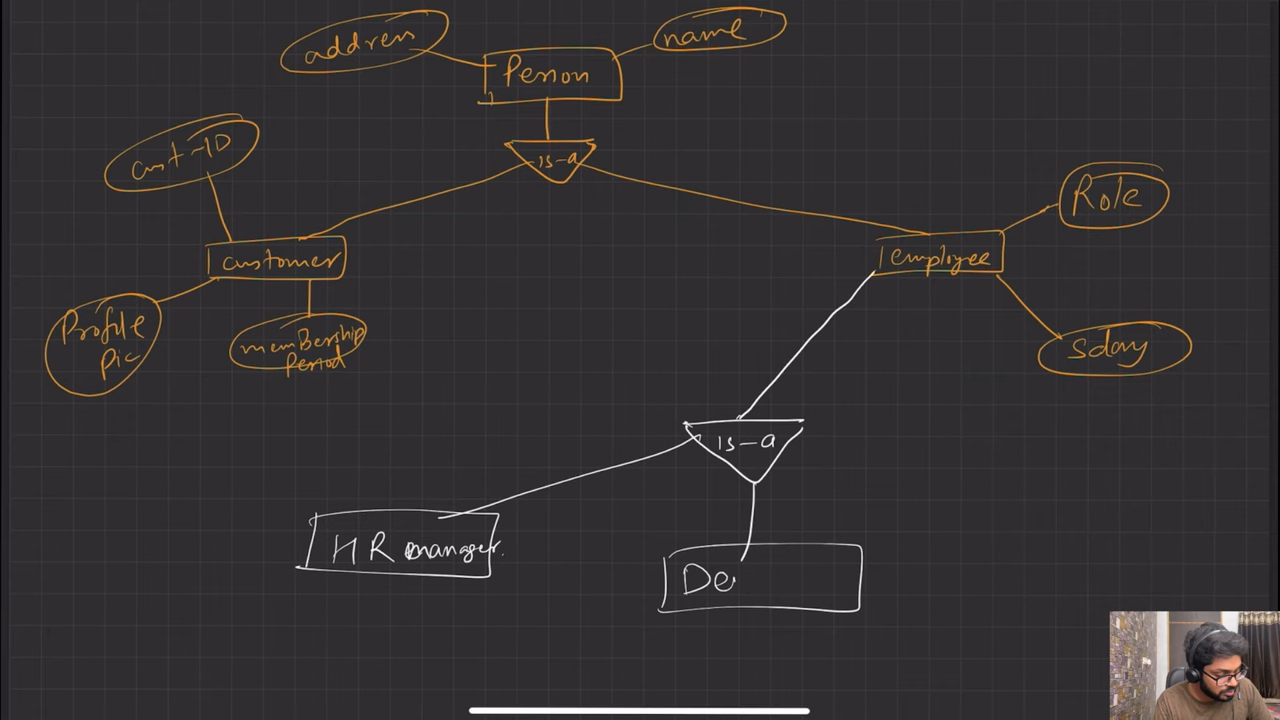 address
name
Person
is-a
cust-ID
customer
Profile
pic
memBership
Period
employee
Role
Salary
is-a
HR manager.
De